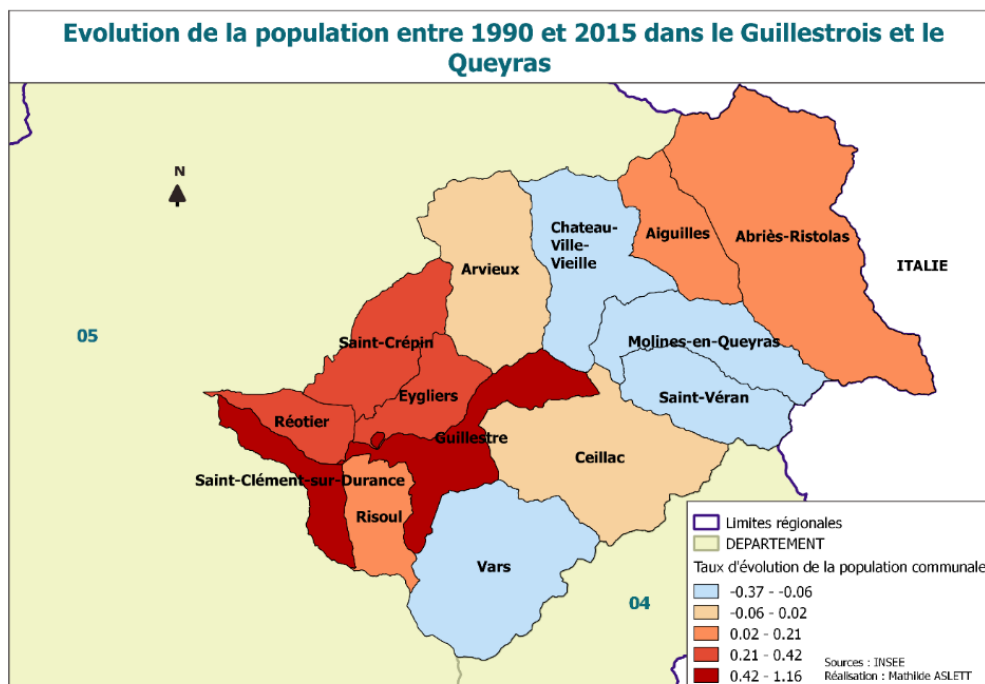 Evolution de la population entre 1990 et 2015 dans le Guillestrois et le
Queyras
N
Chateau-
Ville-
Vieille
Aiguilles
Abriès-Ristolas
Arvieux
ITALIE
05
Saint-Crépin
Molines-en-Queyras
Eygliers
Saint-Véran
Réotier
Guillestre
Ceillac
Saint-Clément-sur-Durance
Risoul
Vars
04
Limites régionales
DEPARTEMENT
Taux d'évolution de la population communale
-0.37 - -0.06
-0.06 - 0.02
0.02 - 0.21
0.21 - 0.42
0.42 - 1.16
Sources : INSEE
Réalisation : Mathilde ASLETT